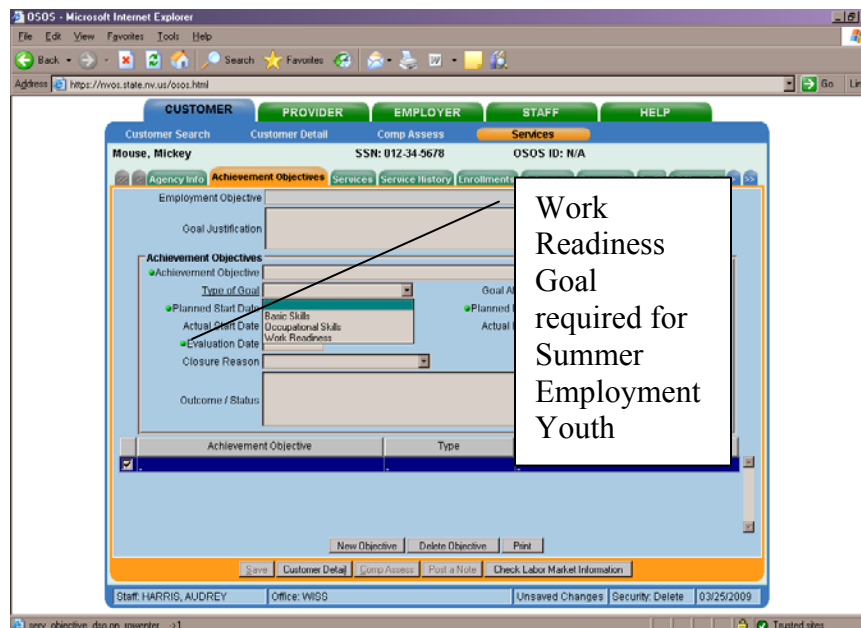 OSOS - Microsoft Internet Explorer
File Edit View Favorites Tools Help
Back Search Favorites
Address https://nvos.state.nv.us/osos.html Go
CUSTOMER PROVIDER EMPLOYER STAFF HELP
Customer Search Customer Detail Comp Assess Services
Mouse, Mickey SSN: 012-34-5678 OSOS ID: N/A
Agency Info Achievement Objectives Services Service History Enrollments
Employment Objective
Goal Justification
Achievement Objectives
Achievement Objective
Type of Goal Goal
Planned Start Date Planned
Basic Skills
Actual Start Date Occupational Skills Actual
Evaluation Date Work Readiness
Closure Reason
Outcome / Status
Work
Readiness
Goal
required for
Summer
Employment
Youth
Achievement Objective Type
New Objective Delete Objective Print
Save Customer Detail Comp Assess Post a Note Check Labor Market Information
Staff: HARRIS, AUDREY Office: WISS Unsaved Changes Security: Delete 03/25/2009
Trusted sites